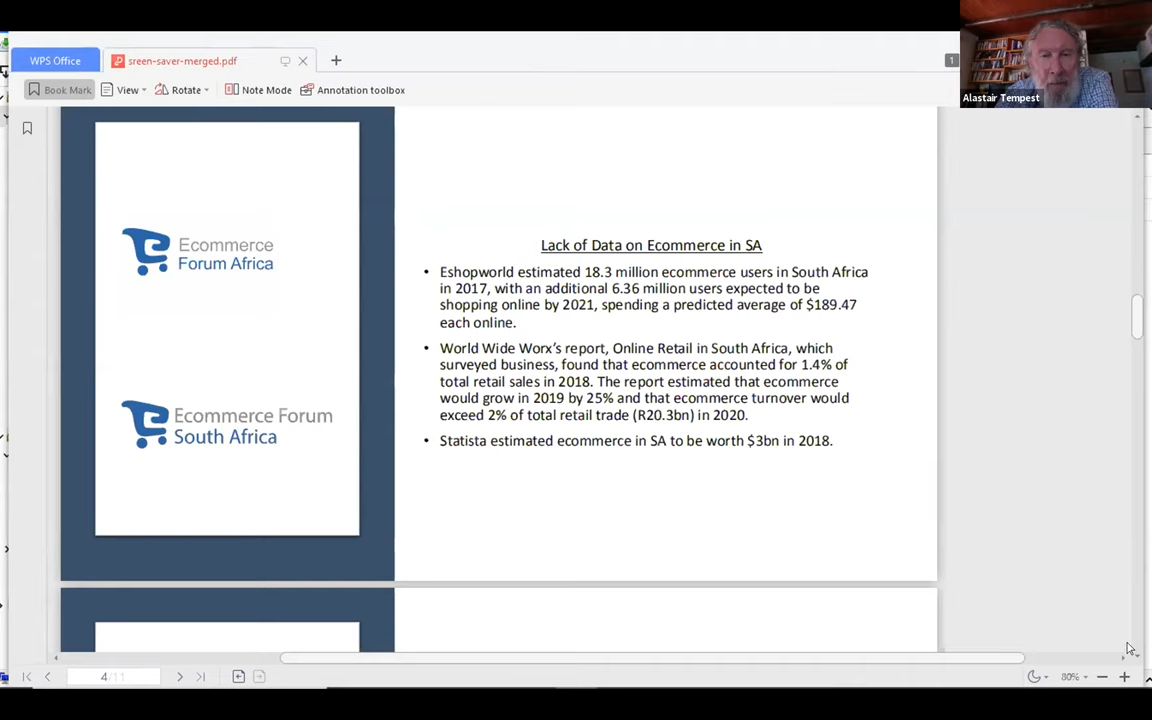 WPS Office
sreen-saver-merged.pdf
1
Alastair Tempest
Book Mark
View
Rotate
Note Mode
Annotation toolbox
Ecommerce
Forum Africa
Ecommerce Forum
South Africa
Lack of Data on Ecommerce in SA
• Eshopworld estimated 18.3 million ecommerce users in South Africa
in 2017, with an additional 6.36 million users expected to be
shopping online by 2021, spending a predicted average of $189.47
each online.
• World Wide Worx's report, Online Retail in South Africa, which
surveyed business, found that ecommerce accounted for 1.4% of
total retail sales in 2018. The report estimated that ecommerce
would grow in 2019 by 25% and that ecommerce turnover would
exceed 2% of total retail trade (R20.3bn) in 2020.
• Statista estimated ecommerce in SA to be worth $3bn in 2018.
4/11
80%